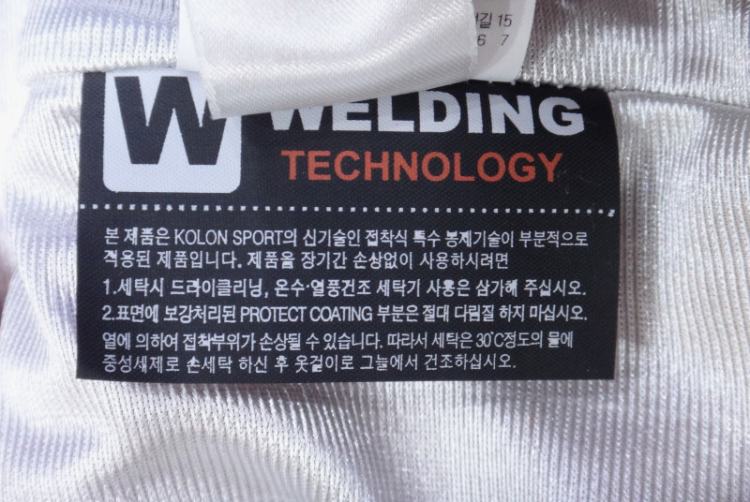 길 15
6 7
W WELDING
TECHNOLOGY
본 제품은 KOLON SPORT의 신기술인 접착식 특수 봉제기술이 부분적으로
적용된 제품입니다. 제품을 장기간 손상없이 사용하시려면
1.세탁시 드라이클리닝, 온수·열풍건조 세탁기 사용은 삼가해 주십시오.
2.표면에 보강처리된 PROTECT COATING 부분은 절대 다림질 하지 마십시오.
열에 의하여 접착부위가 손상될 수 있습니다. 따라서 세탁은 30℃정도의 물에
중성세제로 손세탁 하신 후 옷걸이로 그늘에서 건조하십시오.